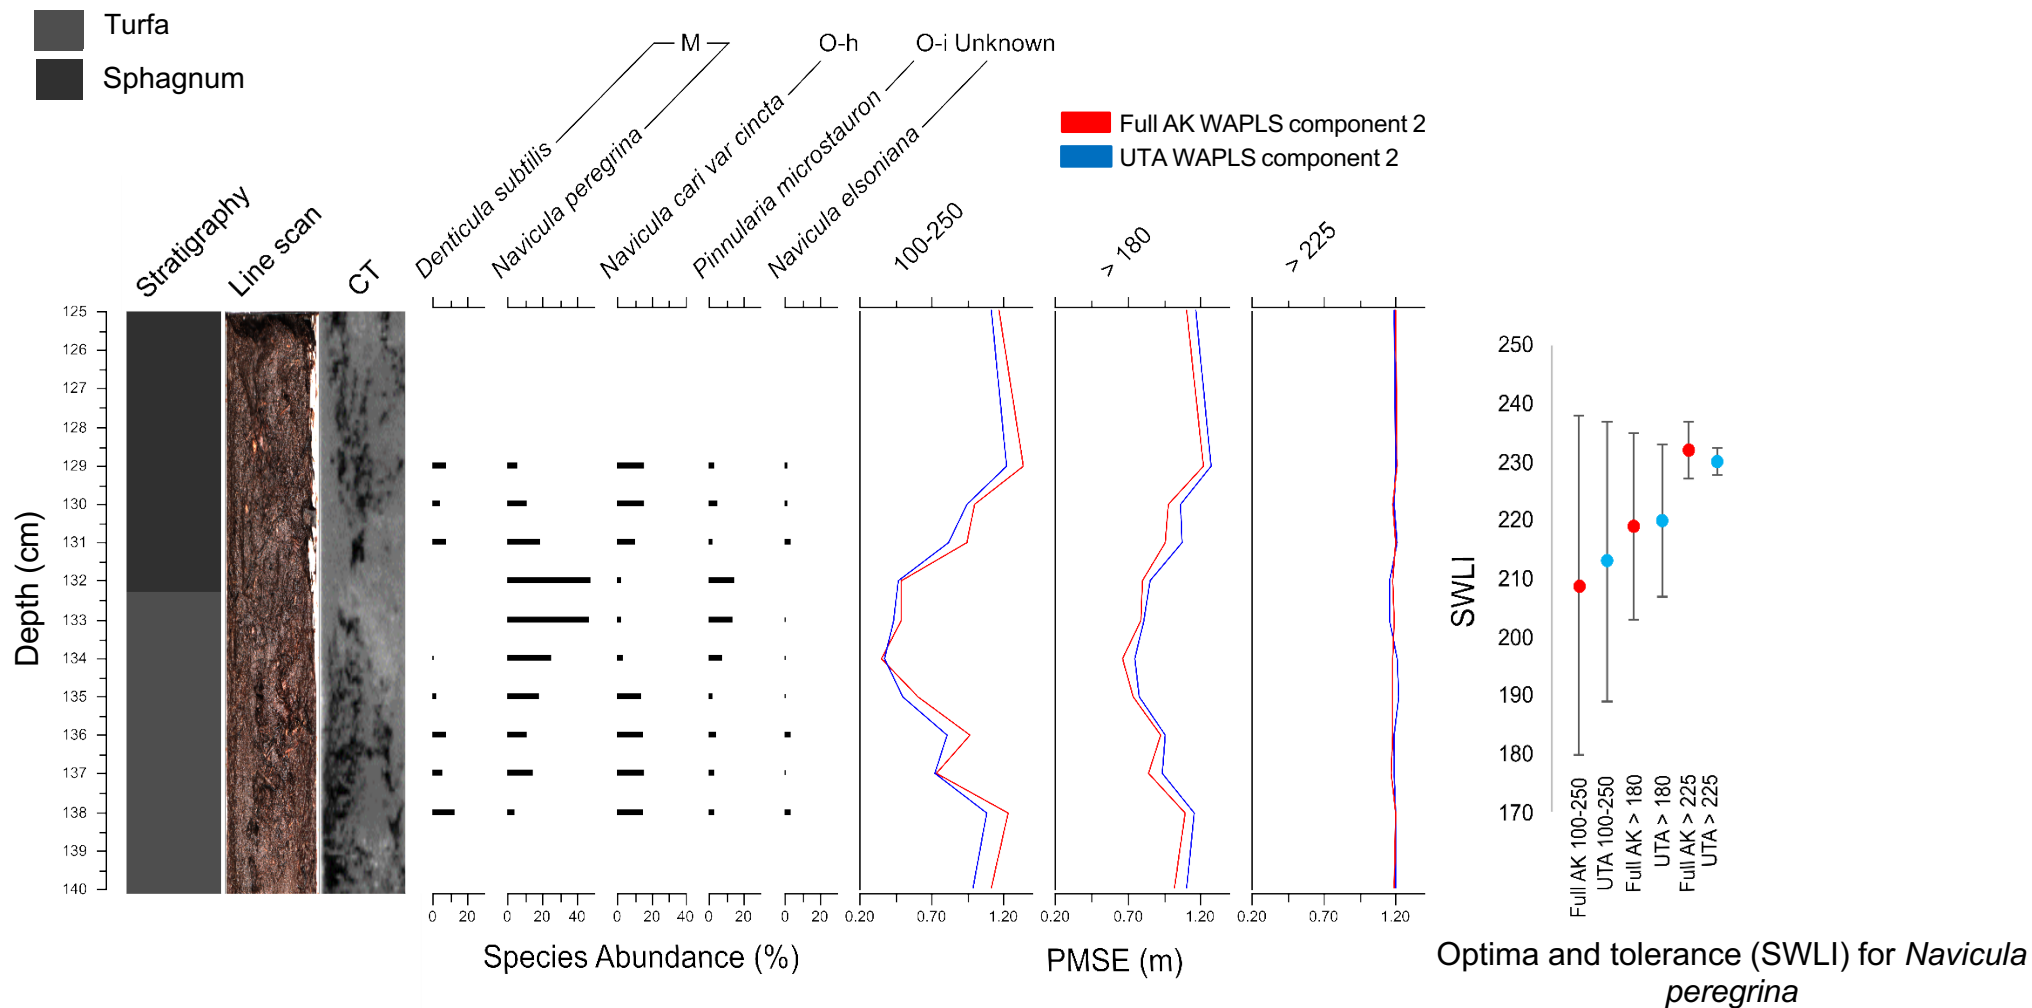 Turfa
Sphagnum
M
O-h
O-i Unknown
Full AK WAPLS component 2
UTA WAPLS component 2
Stratigraphy
Line scan
CT
Denticula subtilis
Navicula peregrina
Navicula cari var cincta
Pinnularia microstauron
Navicula elsoniana
100-250
> 180
> 225
Depth (cm)
125
126
127
128
129
130
131
132
133
134
135
136
137
138
139
140
0 20
0 20 40
0 20 40
0 20
0 20
0.20 0.70 1.20
0.20 0.70 1.20
0.20 0.70 1.20
Species Abundance (%)
PMSE (m)
SWLI
250
240
230
220
210
200
190
180
170
Full AK 100-250
UTA 100-250
Full AK > 180
UTA > 180
Full AK > 225
UTA > 225
Optima and tolerance (SWLI) for Navicula
peregrina